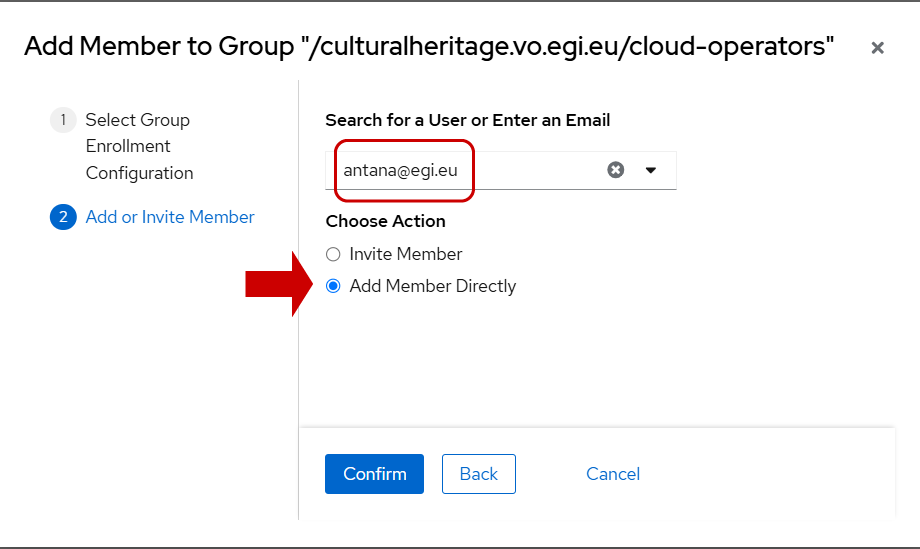 Add Member to Group "/culturalheritage.vo.egi.eu/cloud-operators"
1 Select Group
Enrollment
Configuration
2 Add or Invite Member
Search for a User or Enter an Email
antana@egi.eu
Choose Action
Invite Member
Add Member Directly
Confirm
Back
Cancel